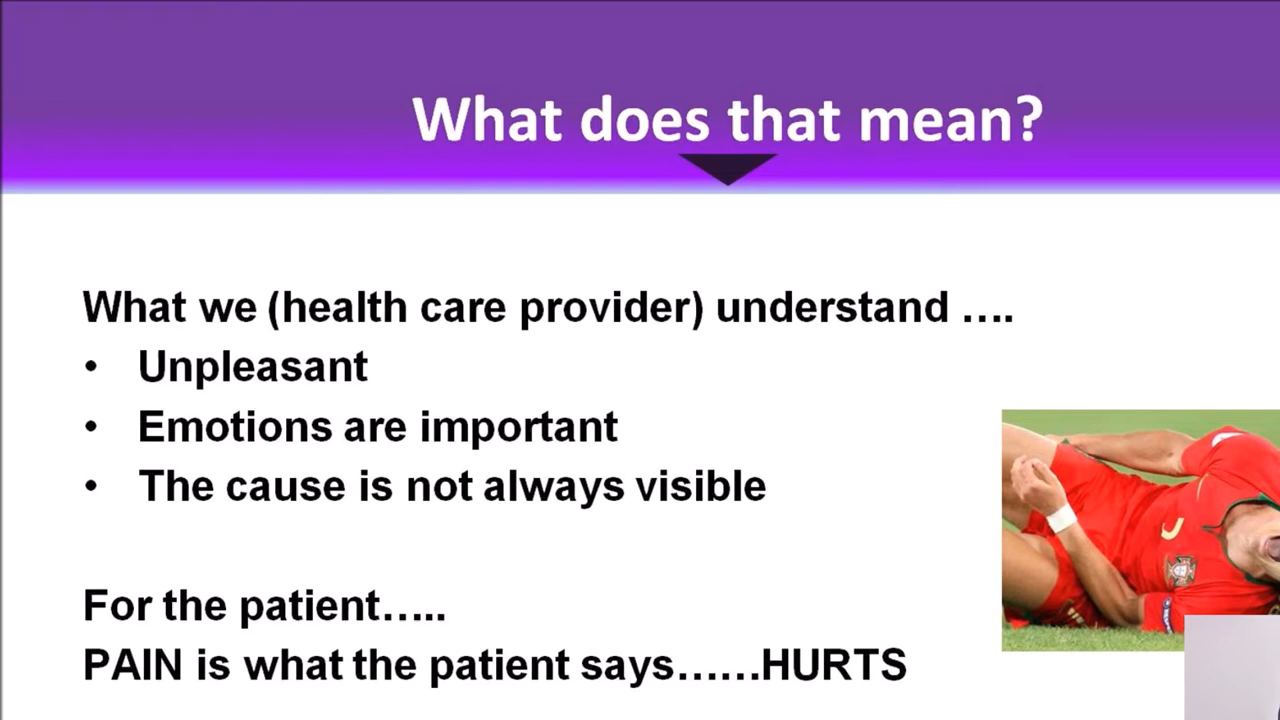 What does that mean?
What we (health care provider) understand ….
• Unpleasant
• Emotions are important
• The cause is not always visible
For the patient…..
PAIN is what the patient says……HURTS